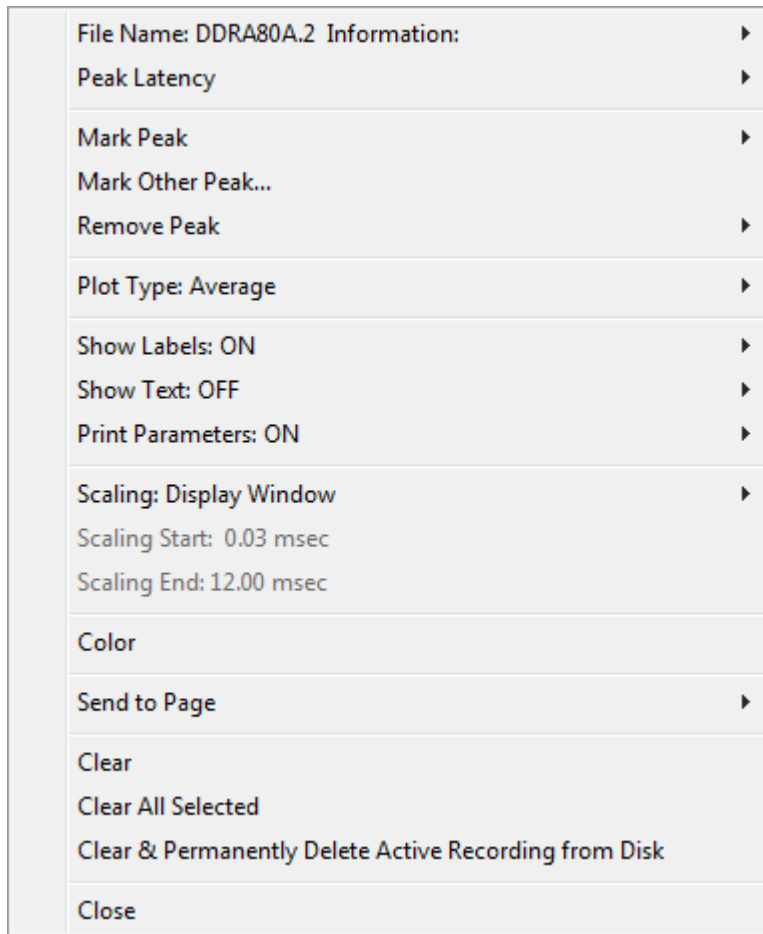 File Name: DDRA80A.2  Information:
Peak Latency
Mark Peak
Mark Other Peak...
Remove Peak
Plot Type: Average
Show Labels: ON
Show Text: OFF
Print Parameters: ON
Scaling: Display Window
Scaling Start:  0.03 msec
Scaling End: 12.00 msec
Color
Send to Page
Clear
Clear All Selected
Clear & Permanently Delete Active Recording from Disk
Close